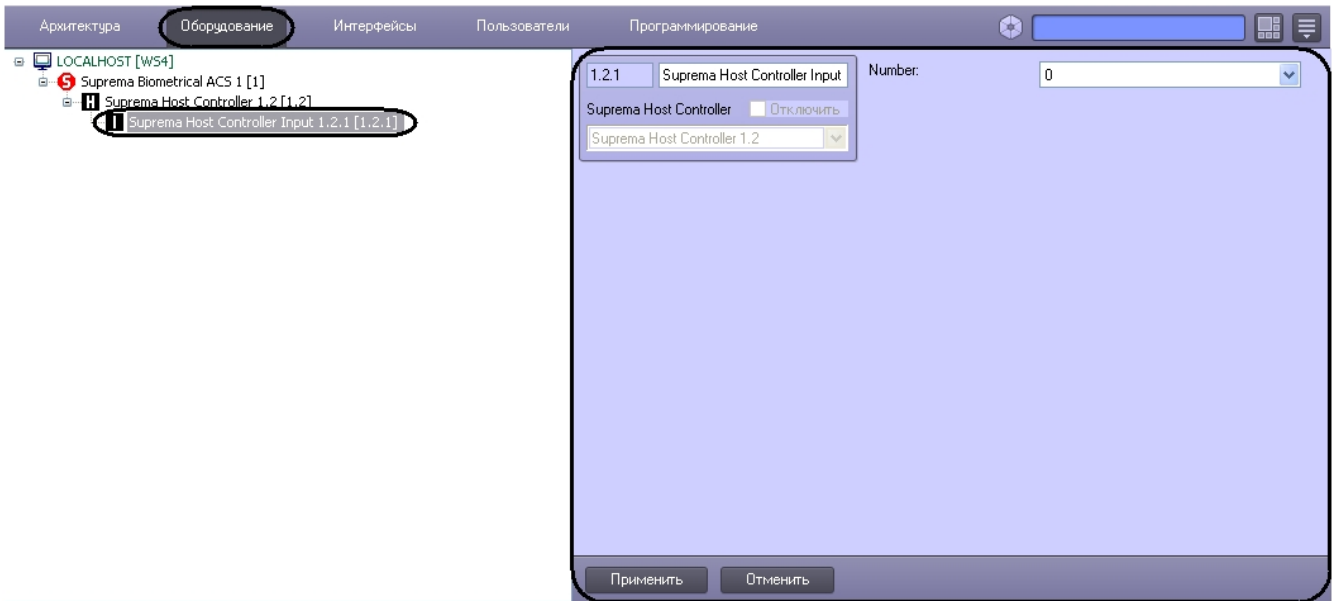 Архитектура Оборудование Интерфейсы Пользователи Программирование
LOCALHOST [WS4]
S Suprema Biometrical ACS 1 [1]
H Suprema Host Controller 1.2 [1.2]
I Suprema Host Controller Input 1.2.1 [1.2.1]
1.2.1 Suprema Host Controller Input
Suprema Host Controller Отключить
Suprema Host Controller 1.2
Number: 0
Применить Отменить